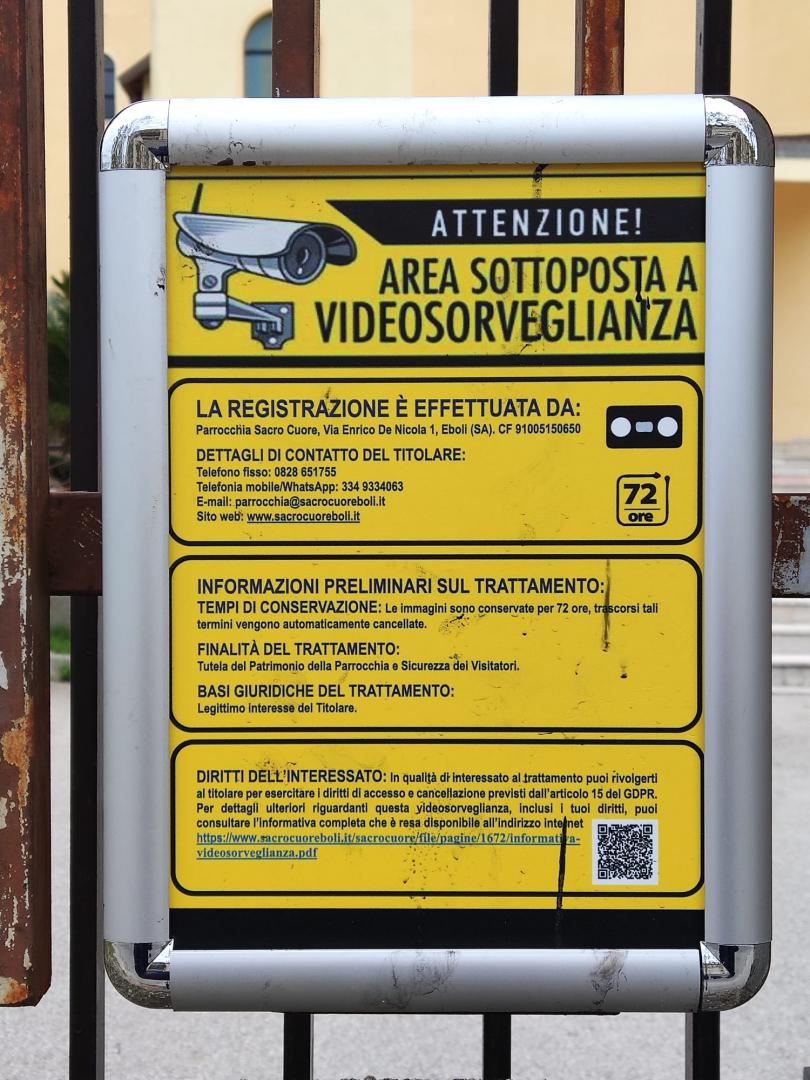 ATTENZIONE!
AREA SOTTOPOSTA A
VIDEOSORVEGLIANZA
LA REGISTRAZIONE È EFFETTUATA DA:
Parrocchia Sacro Cuore, Via Enrico De Nicola 1, Eboli (SA). CF 91005150650
DETTAGLI DI CONTATTO DEL TITOLARE:
Telefono fisso: 0828 651755
Telefonia mobile/WhatsApp: 334 9334063
E-mail: parrocchia@sacrocuoreboli.it
Sito web: www.sacrocuoreboli.it
72
ore
INFORMAZIONI PRELIMINARI SUL TRATTAMENTO:
TEMPI DI CONSERVAZIONE: Le immagini sono conservate per 72 ore, trascorsi tali
termini vengono automaticamente cancellate.
FINALITÀ DEL TRATTAMENTO:
Tutela del Patrimonio della Parrocchia e Sicurezza dei Visitatori.
BASI GIURIDICHE DEL TRATTAMENTO:
Legittimo interesse del Titolare.
DIRITTI DELL'INTERESSATO: In qualità di interessato al trattamento puoi rivolgerti
al titolare per esercitare i diritti di accesso e cancellazione previsti dall'articolo 15 del GDPR.
Per dettagli ulteriori riguardanti questa videosorveglianza, inclusi i tuoi diritti, puoi
consultare l'informativa completa che è resa disponibile all'indirizzo internet
https://www.sacrocuoreboli.it/sacrocuore/file/pagine/1672/informativa-
videosorveglianza.pdf